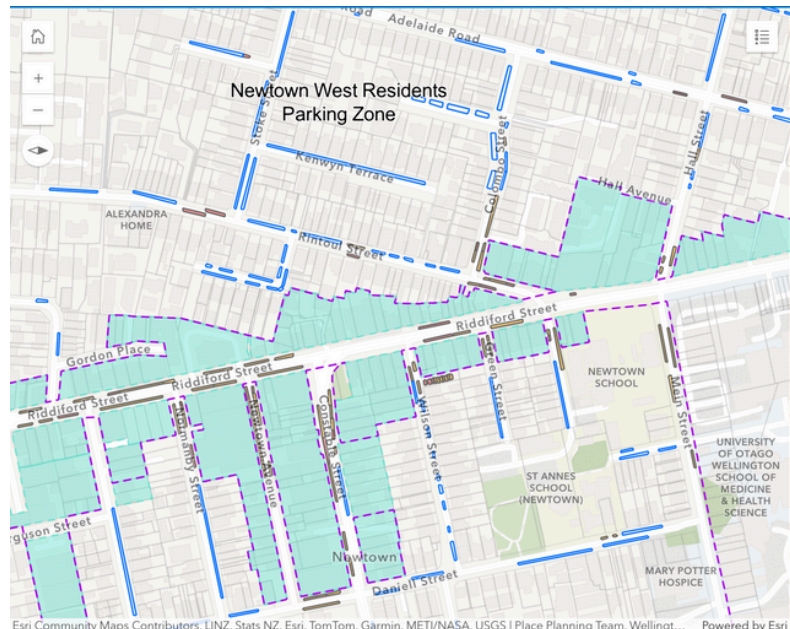 Road
Adelaide Road
Newtown West Residents
Parking Zone
Stoke Street
Kenwyn Terrace
Colombo Street
Hall Street
Hall Avenue
ALEXANDRA
HOME
Rintoul Street
Riddiford Street
Gordon Place
Riddiford Street
Riddiford Street
Green Street
NEWTOWN
SCHOOL
Mein Street
Normanby Street
Newtown Avenue
Constable Street
Wilson Street
UNIVERSITY
OF OTAGO
WELLINGTON
SCHOOL OF
MEDICINE
& HEALTH
SCIENCE
ST ANNES
SCHOOL
(NEWTOWN)
rguson Street
Newtown
Daniell Street
MARY POTTER
HOSPICE
Esri Community Maps Contributors, LINZ, Stats NZ, Esri, TomTom, Garmin, METI/NASA, USGS | Place Planning Team, Wellingt... Powered by Esri